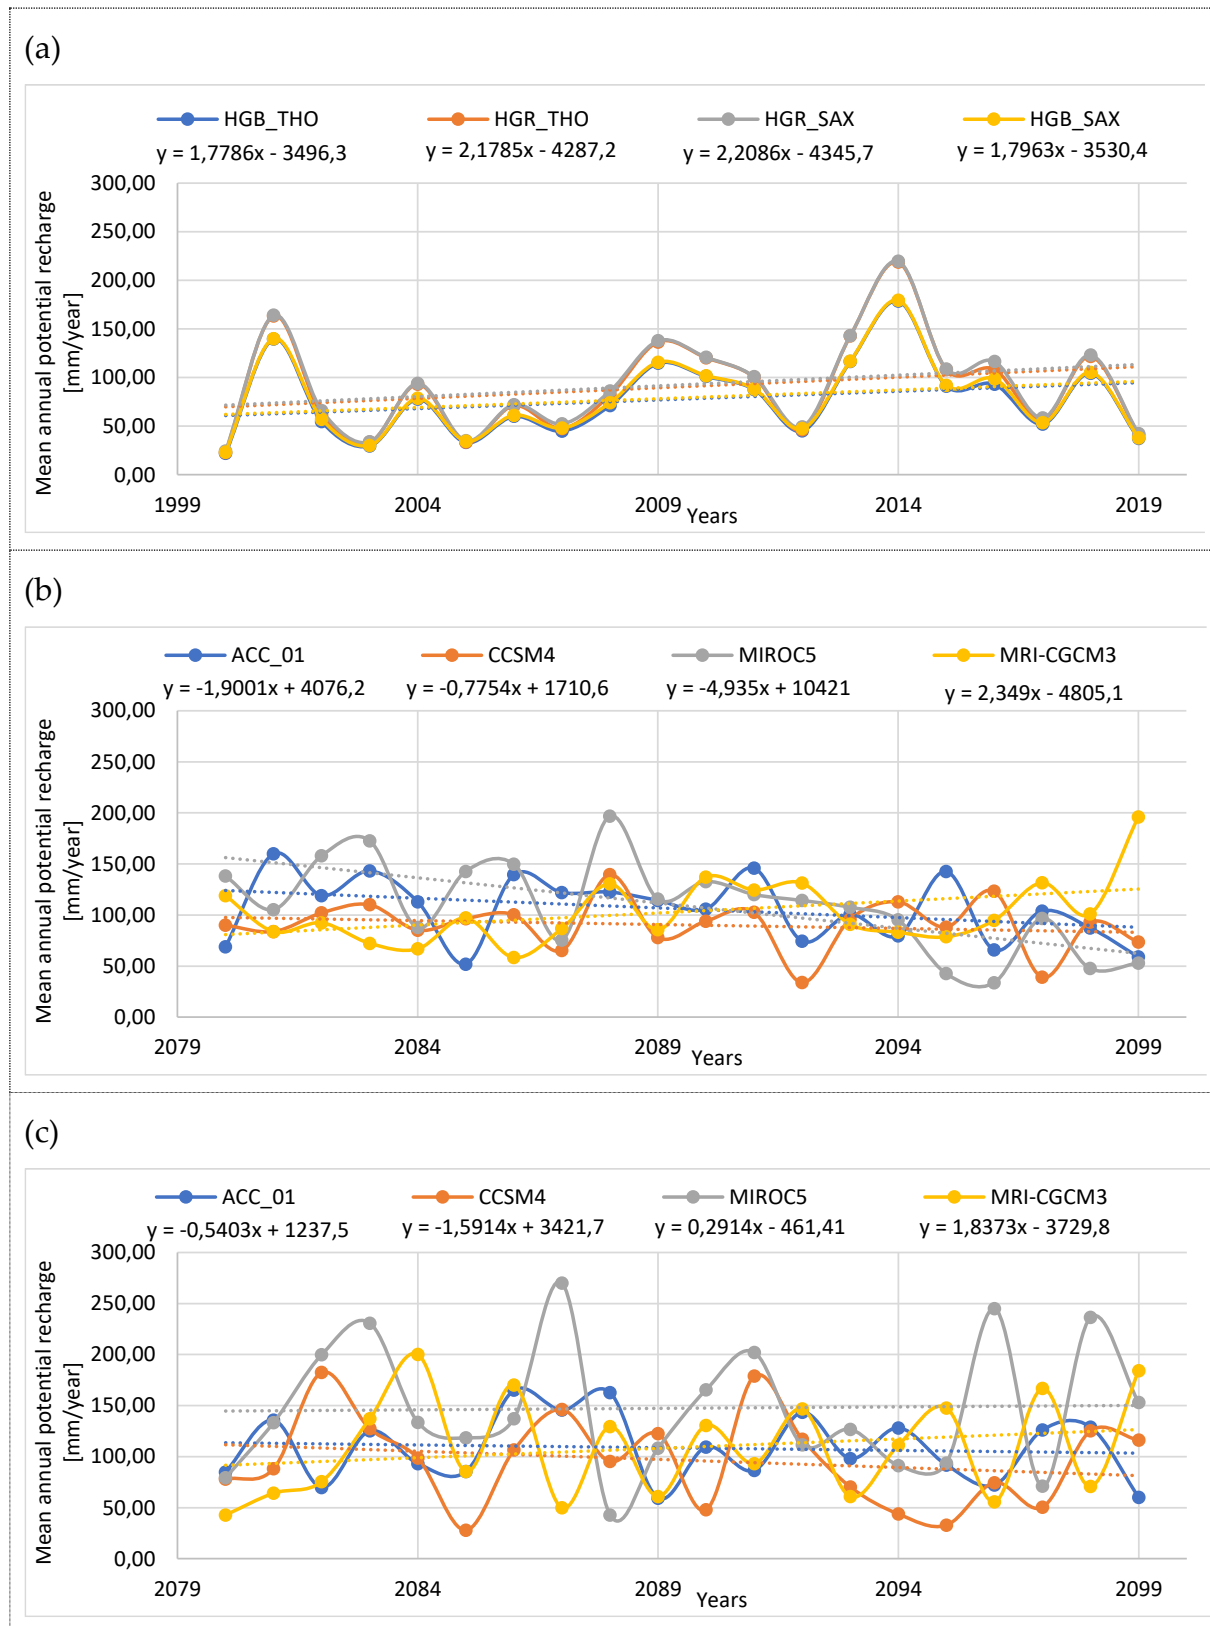 (a)
HGB_THO HGR_THO HGR_SAX HGB_SAX
y = 1,7786x - 3496,3 y = 2,1785x - 4287,2 y = 2,2086x - 4345,7 y = 1,7963x - 3530,4
Mean annual potential recharge
[mm/year]
300,00
250,00
200,00
150,00
100,00
50,00
0,00
1999 2004 2009 2014 2019
Years
(b)
ACC_01 CCSM4 MIROC5 MRI-CGCM3
y = -1,9001x + 4076,2 y = -0,7754x + 1710,6 y = -4,935x + 10421 y = 2,349x - 4805,1
Mean annual potential recharge
[mm/year]
300,00
250,00
200,00
150,00
100,00
50,00
0,00
2079 2084 2089 2094 2099
Years
(c)
ACC_01 CCSM4 MIROC5 MRI-CGCM3
y = -0,5403x + 1237,5 y = -1,5914x + 3421,7 y = 0,2914x - 461,41 y = 1,8373x - 3729,8
Mean annual potential recharge
[mm/year]
300,00
250,00
200,00
150,00
100,00
50,00
0,00
2079 2084 2089 2094 2099
Years